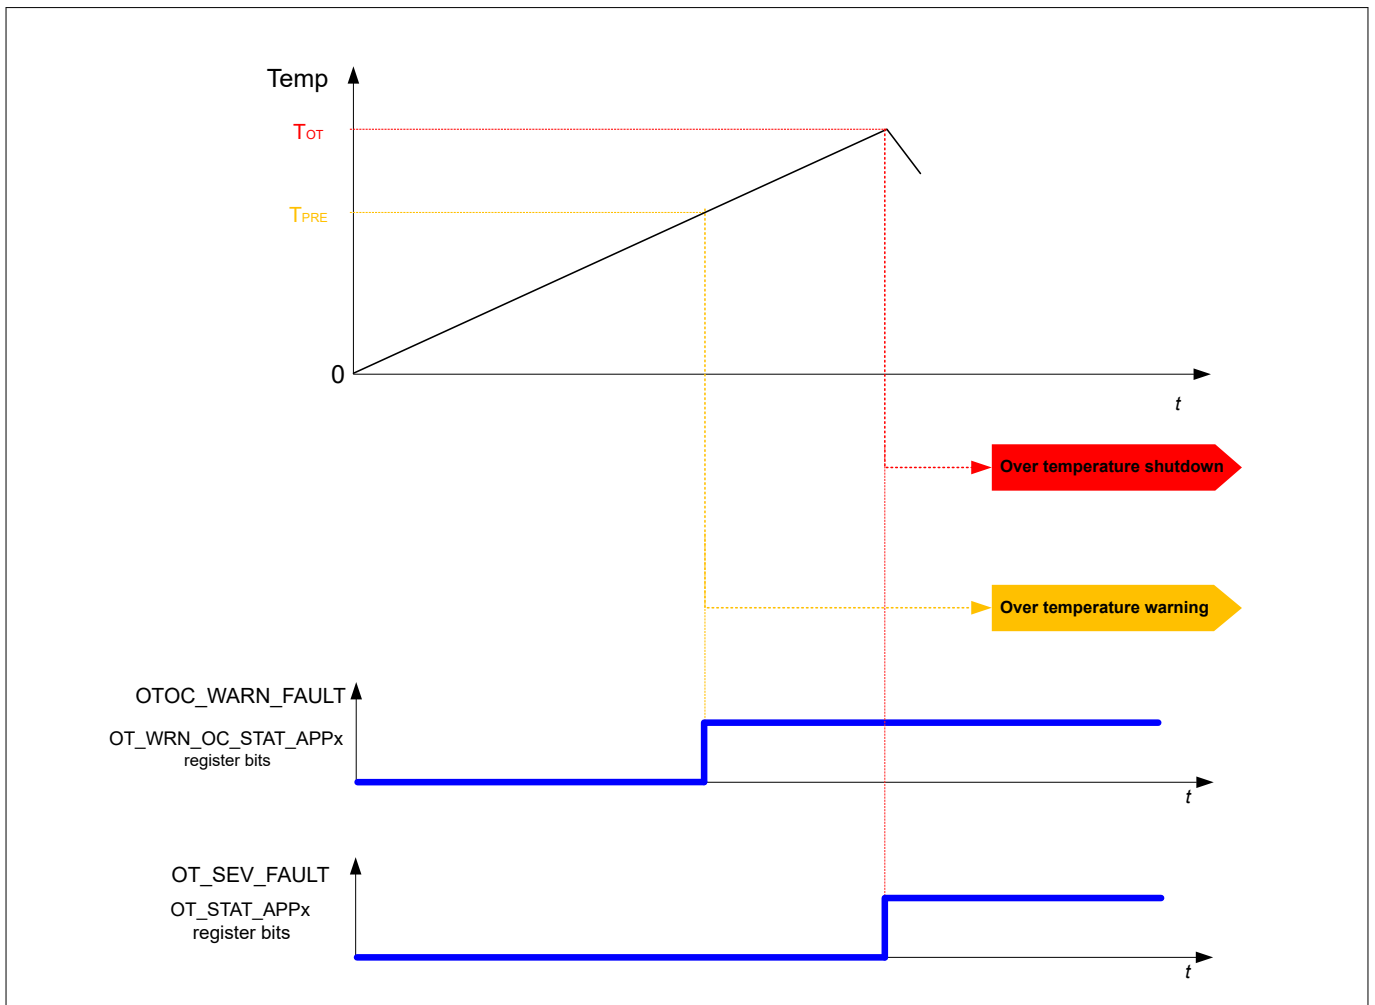 Temp
TOT
TPRE
0
t
Over temperature shutdown
Over temperature warning
OTOC_WARN_FAULT
OT_WRN_OC_STAT_APPx
register bits
t
OT_SEV_FAULT
OT_STAT_APPx
register bits
t